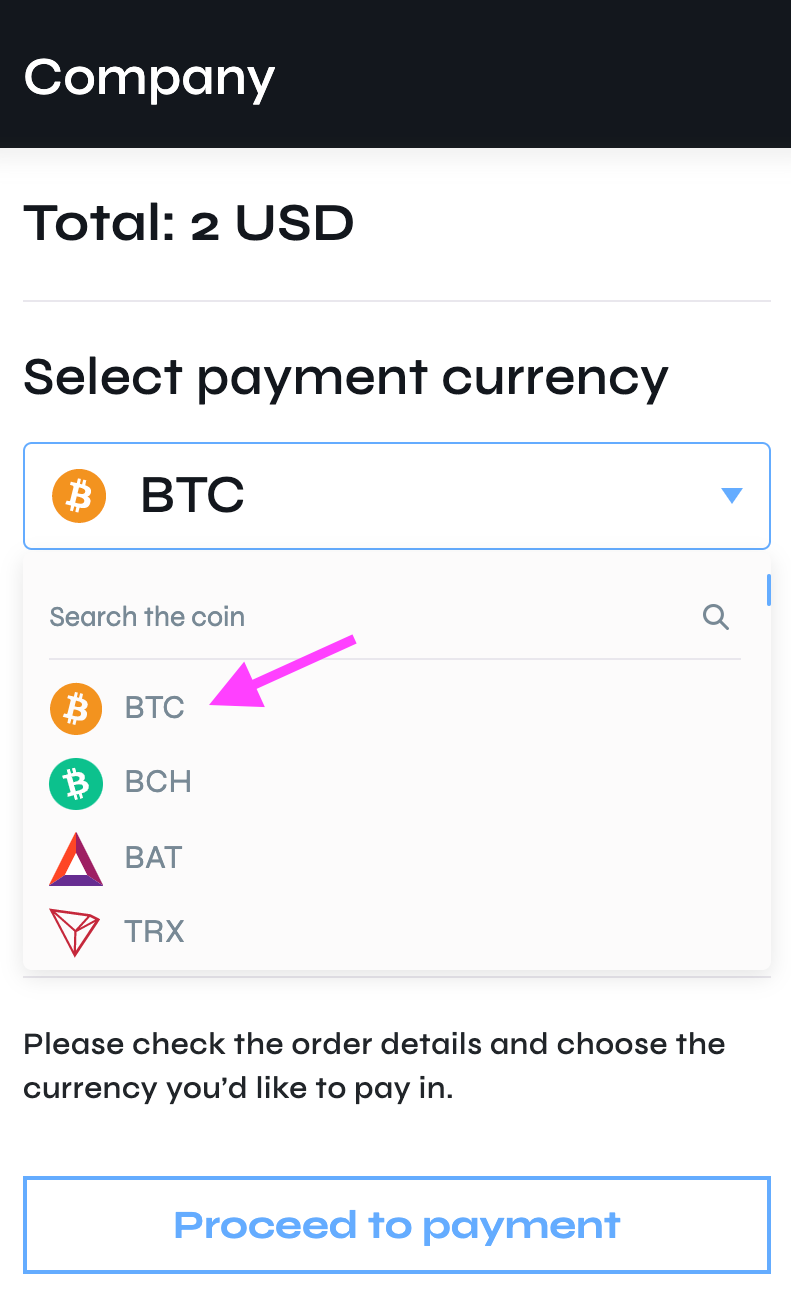 Company
Total: 2 USD
Select payment currency
BTC
Search the coin
BTC
BCH
BAT
TRX
Please check the order details and choose the
currency you’d like to pay in.
Proceed to payment